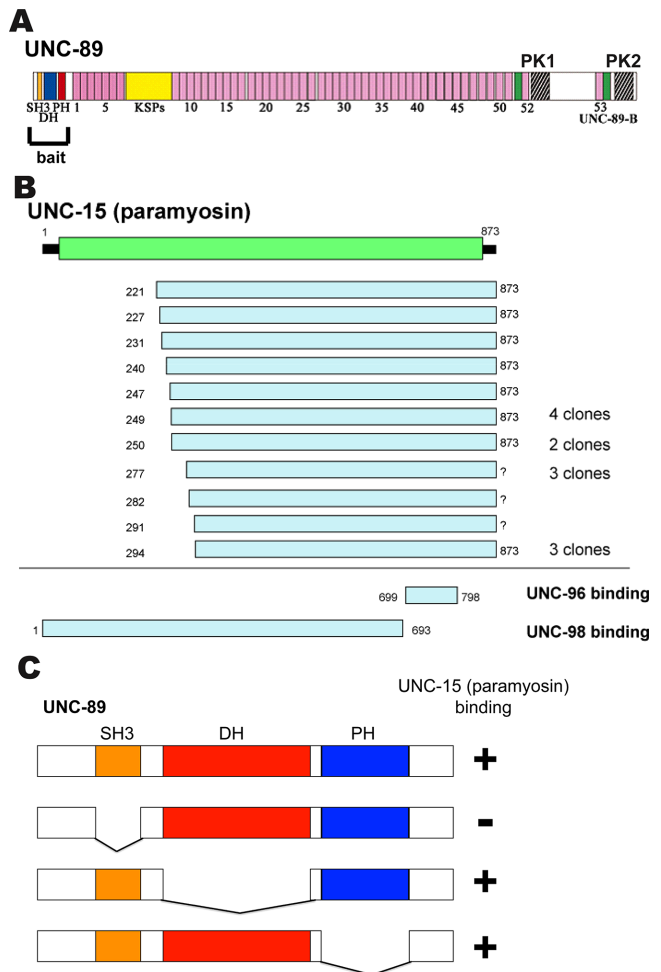 A
UNC-89
PK1 PK2
SH3 PH 1 5 KSPs 10 15 20 25 30 35 40 45 50 52 53
DH UNC-89-B
bait
B
UNC-15 (paramyosin)
1 873
221 873
227 873
231 873
240 873
247 873
249 873 4 clones
250 873 2 clones
277 ? 3 clones
282 ?
291 ?
294 873 3 clones
699 798 UNC-96 binding
1 693 UNC-98 binding
C
UNC-15 (paramyosin)
UNC-89 binding
SH3 DH PH
+
-
+
+